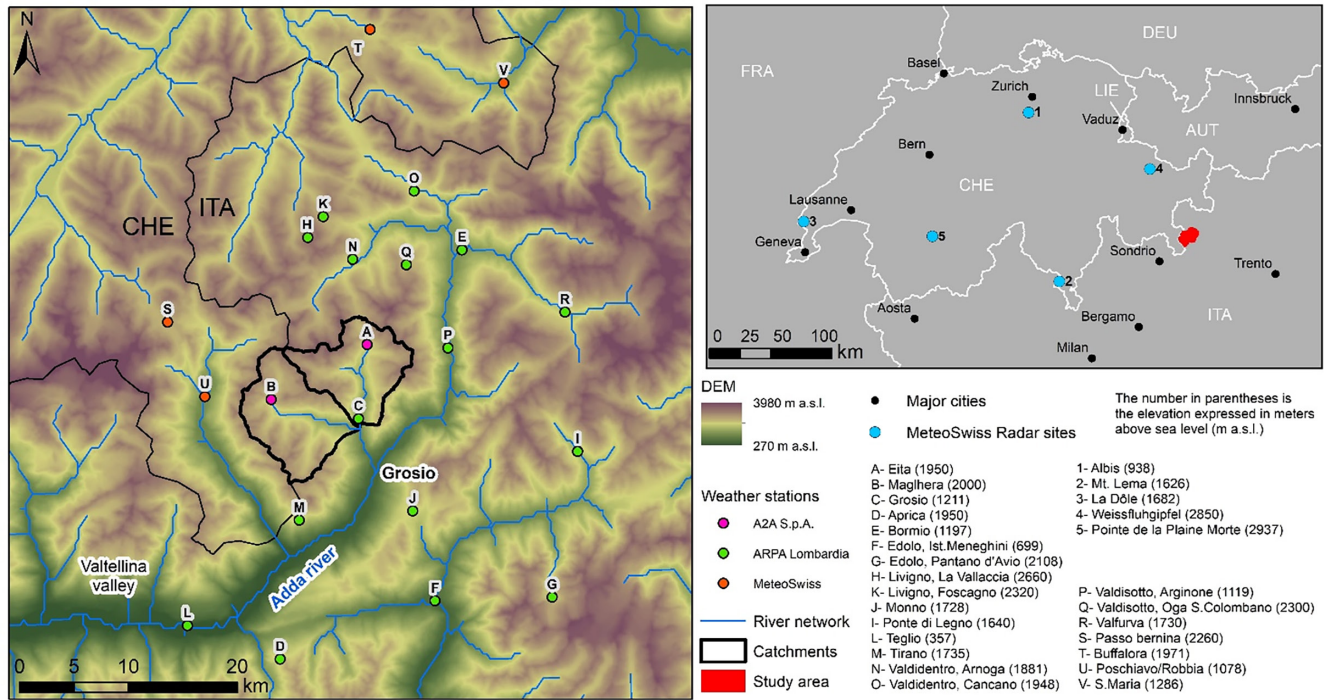 N
T
V
O
K
H
CHE
ITA
N
Q
E
S
R
A
P
U
B
C
I
Grosio
M
J
Valtellina
valley
Adda river
F
G
L
D
0 5 10 20
km
DEU
FRA
Basel
Zurich
1
LIE
Vaduz
Innsbruck
AUT
Bern
4
CHE
Lausanne
3
5
Geneva
Sondrio
Trento
2
Aosta
Bergamo
ITA
Milan
0 25 50 100
km
DEM
3980 m a.s.l.
270 m a.s.l.
Major cities
MeteoSwiss Radar sites
The number in parentheses is
the elevation expressed in meters
above sea level (m a.s.l.)
Weather stations
A2A S.p.A.
ARPA Lombardia
MeteoSwiss
River network
Catchments
Study area
A- Eita (1950)
B- Maglhera (2000)
C- Grosio (1211)
D- Aprica (1950)
E- Bormio (1197)
F- Edolo, Ist.Meneghini (699)
G- Edolo, Pantano d'Avio (2108)
H- Livigno, La Vallaccia (2660)
K- Livigno, Foscagno (2320)
J- Monno (1728)
I- Ponte di Legno (1640)
L- Teglio (357)
M- Tirano (1735)
N- Valdidentro, Arnoga (1881)
O- Valdidentro, Cancano (1948)
1- Albis (938)
2- Mt. Lema (1626)
3- La Dôle (1682)
4- Weissfluhgipfel (2850)
5- Pointe de la Plaine Morte (2937)
P- Valdisotto, Arginone (1119)
Q- Valdisotto, Oga S.Colombano (2300)
R- Valfurva (1730)
S- Passo bernina (2260)
T- Buffalora (1971)
U- Poschiavo/Robbia (1078)
V- S.Maria (1286)